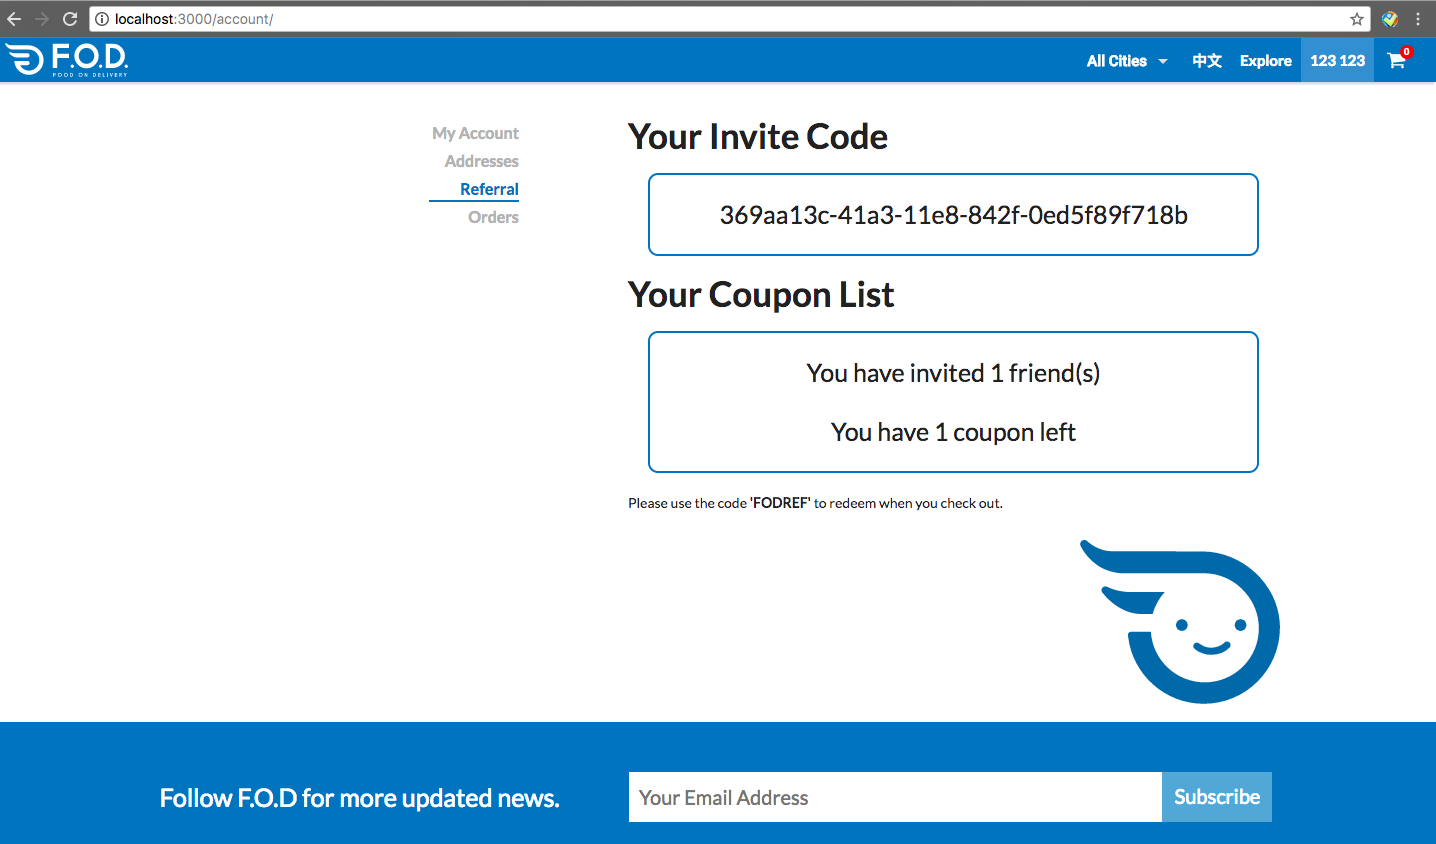 localhost:3000/account/
F.O.D.
FOOD ON DELIVERY
All Cities 中文 Explore 123 123 0
My Account
Addresses
Referral
Orders
Your Invite Code
369aa13c-41a3-11e8-842f-0ed5f89f718b
Your Coupon List
You have invited 1 friend(s)
You have 1 coupon left
Please use the code 'FODREF' to redeem when you check out.
Follow F.O.D for more updated news.
Your Email Address
Subscribe